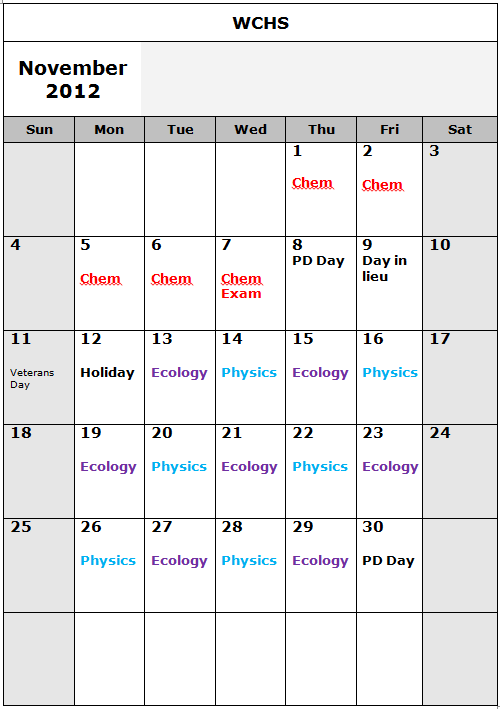 WCHS
November
2012
Sun Mon Tue Wed Thu Fri Sat
1 2 3
Chem Chem
4 5 6 7 8 9 10
PD Day Day in
lieu
Chem Chem Chem
Exam
11 12 13 14 15 16 17
Veterans
Day
Holiday Ecology Physics Ecology Physics
18 19 20 21 22 23 24
Ecology Physics Ecology Physics Ecology
25 26 27 28 29 30
Physics Ecology Physics Ecology PD Day